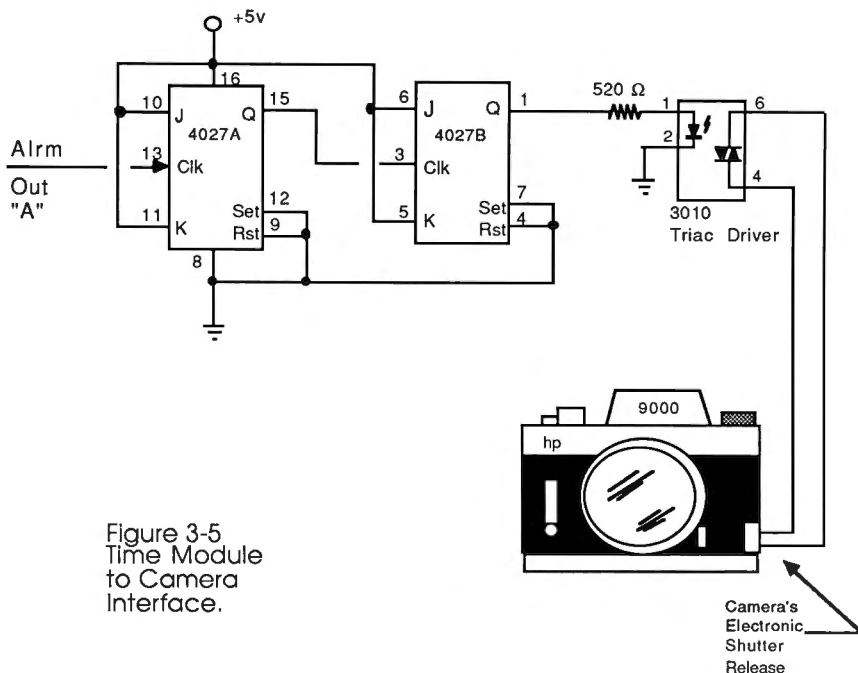 +5v
16
10
J
Q
15
4027A
Alrm
13
Clk
Out
"A"
12
Set
11
K
Rst
9
8
6
J
Q
1
4027B
3
Clk
7
Set
5
K
Rst
4
520 Ω
1
6
2
4
3010
Triac Driver
9000
hp
Figure 3-5
Time Module
to Camera
Interface.
Camera's
Electronic
Shutter
Release